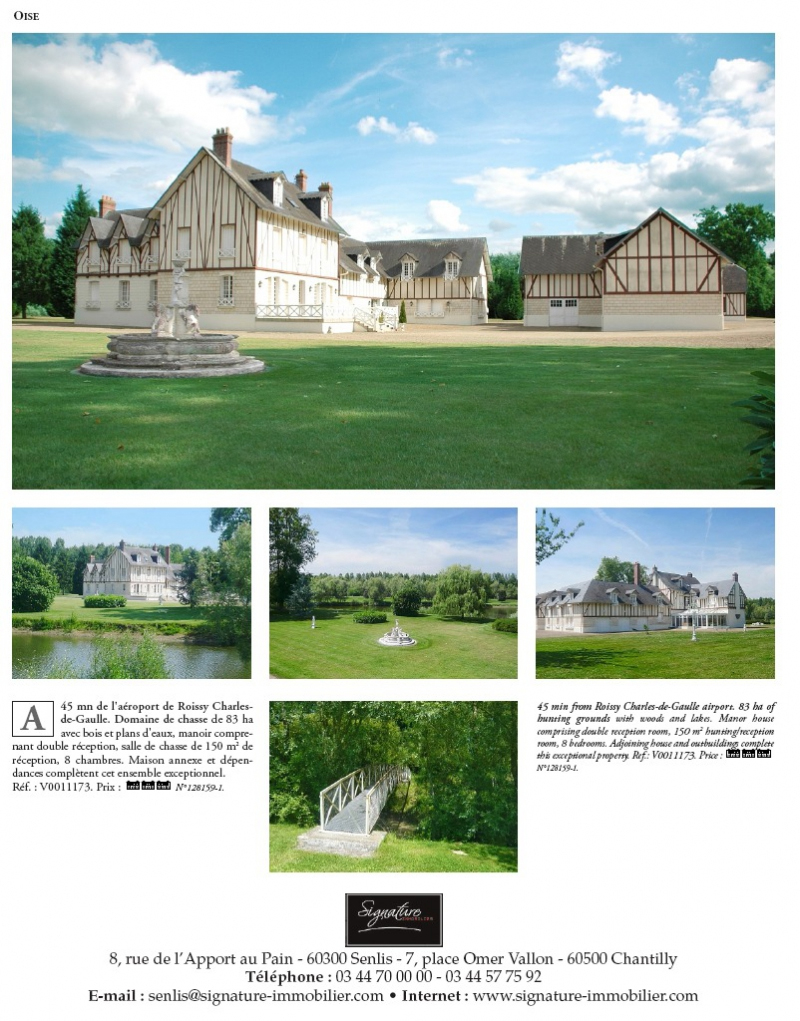 OISE
A 45 mn de l'aéroport de Roissy Charles-
de-Gaulle. Domaine de chasse de 83 ha
avec bois et plans d'eaux, manoir compre-
nant double réception, salle de chasse de 150 m² de
réception, 8 chambres. Maison annexe et dépen-
dances complètent cet ensemble exceptionnel.
Réf. : V0011173. Prix : N°128159-1.
45 min from Roissy Charles-de-Gaulle airport. 83 ha of
hunting grounds with woods and lakes. Manor house
comprising double reception room, 150 m² hunting/reception
room, 8 bedrooms. Adjoining house and outbuildings complete
this exceptional property. Ref.: V0011173. Price :
N°128159-1.
Signature
8, rue de l'Apport au Pain - 60300 Senlis - 7, place Omer Vallon - 60500 Chantilly
Téléphone : 03 44 70 00 00 - 03 44 57 75 92
E-mail : senlis@signature-immobilier.com • Internet : www.signature-immobilier.com